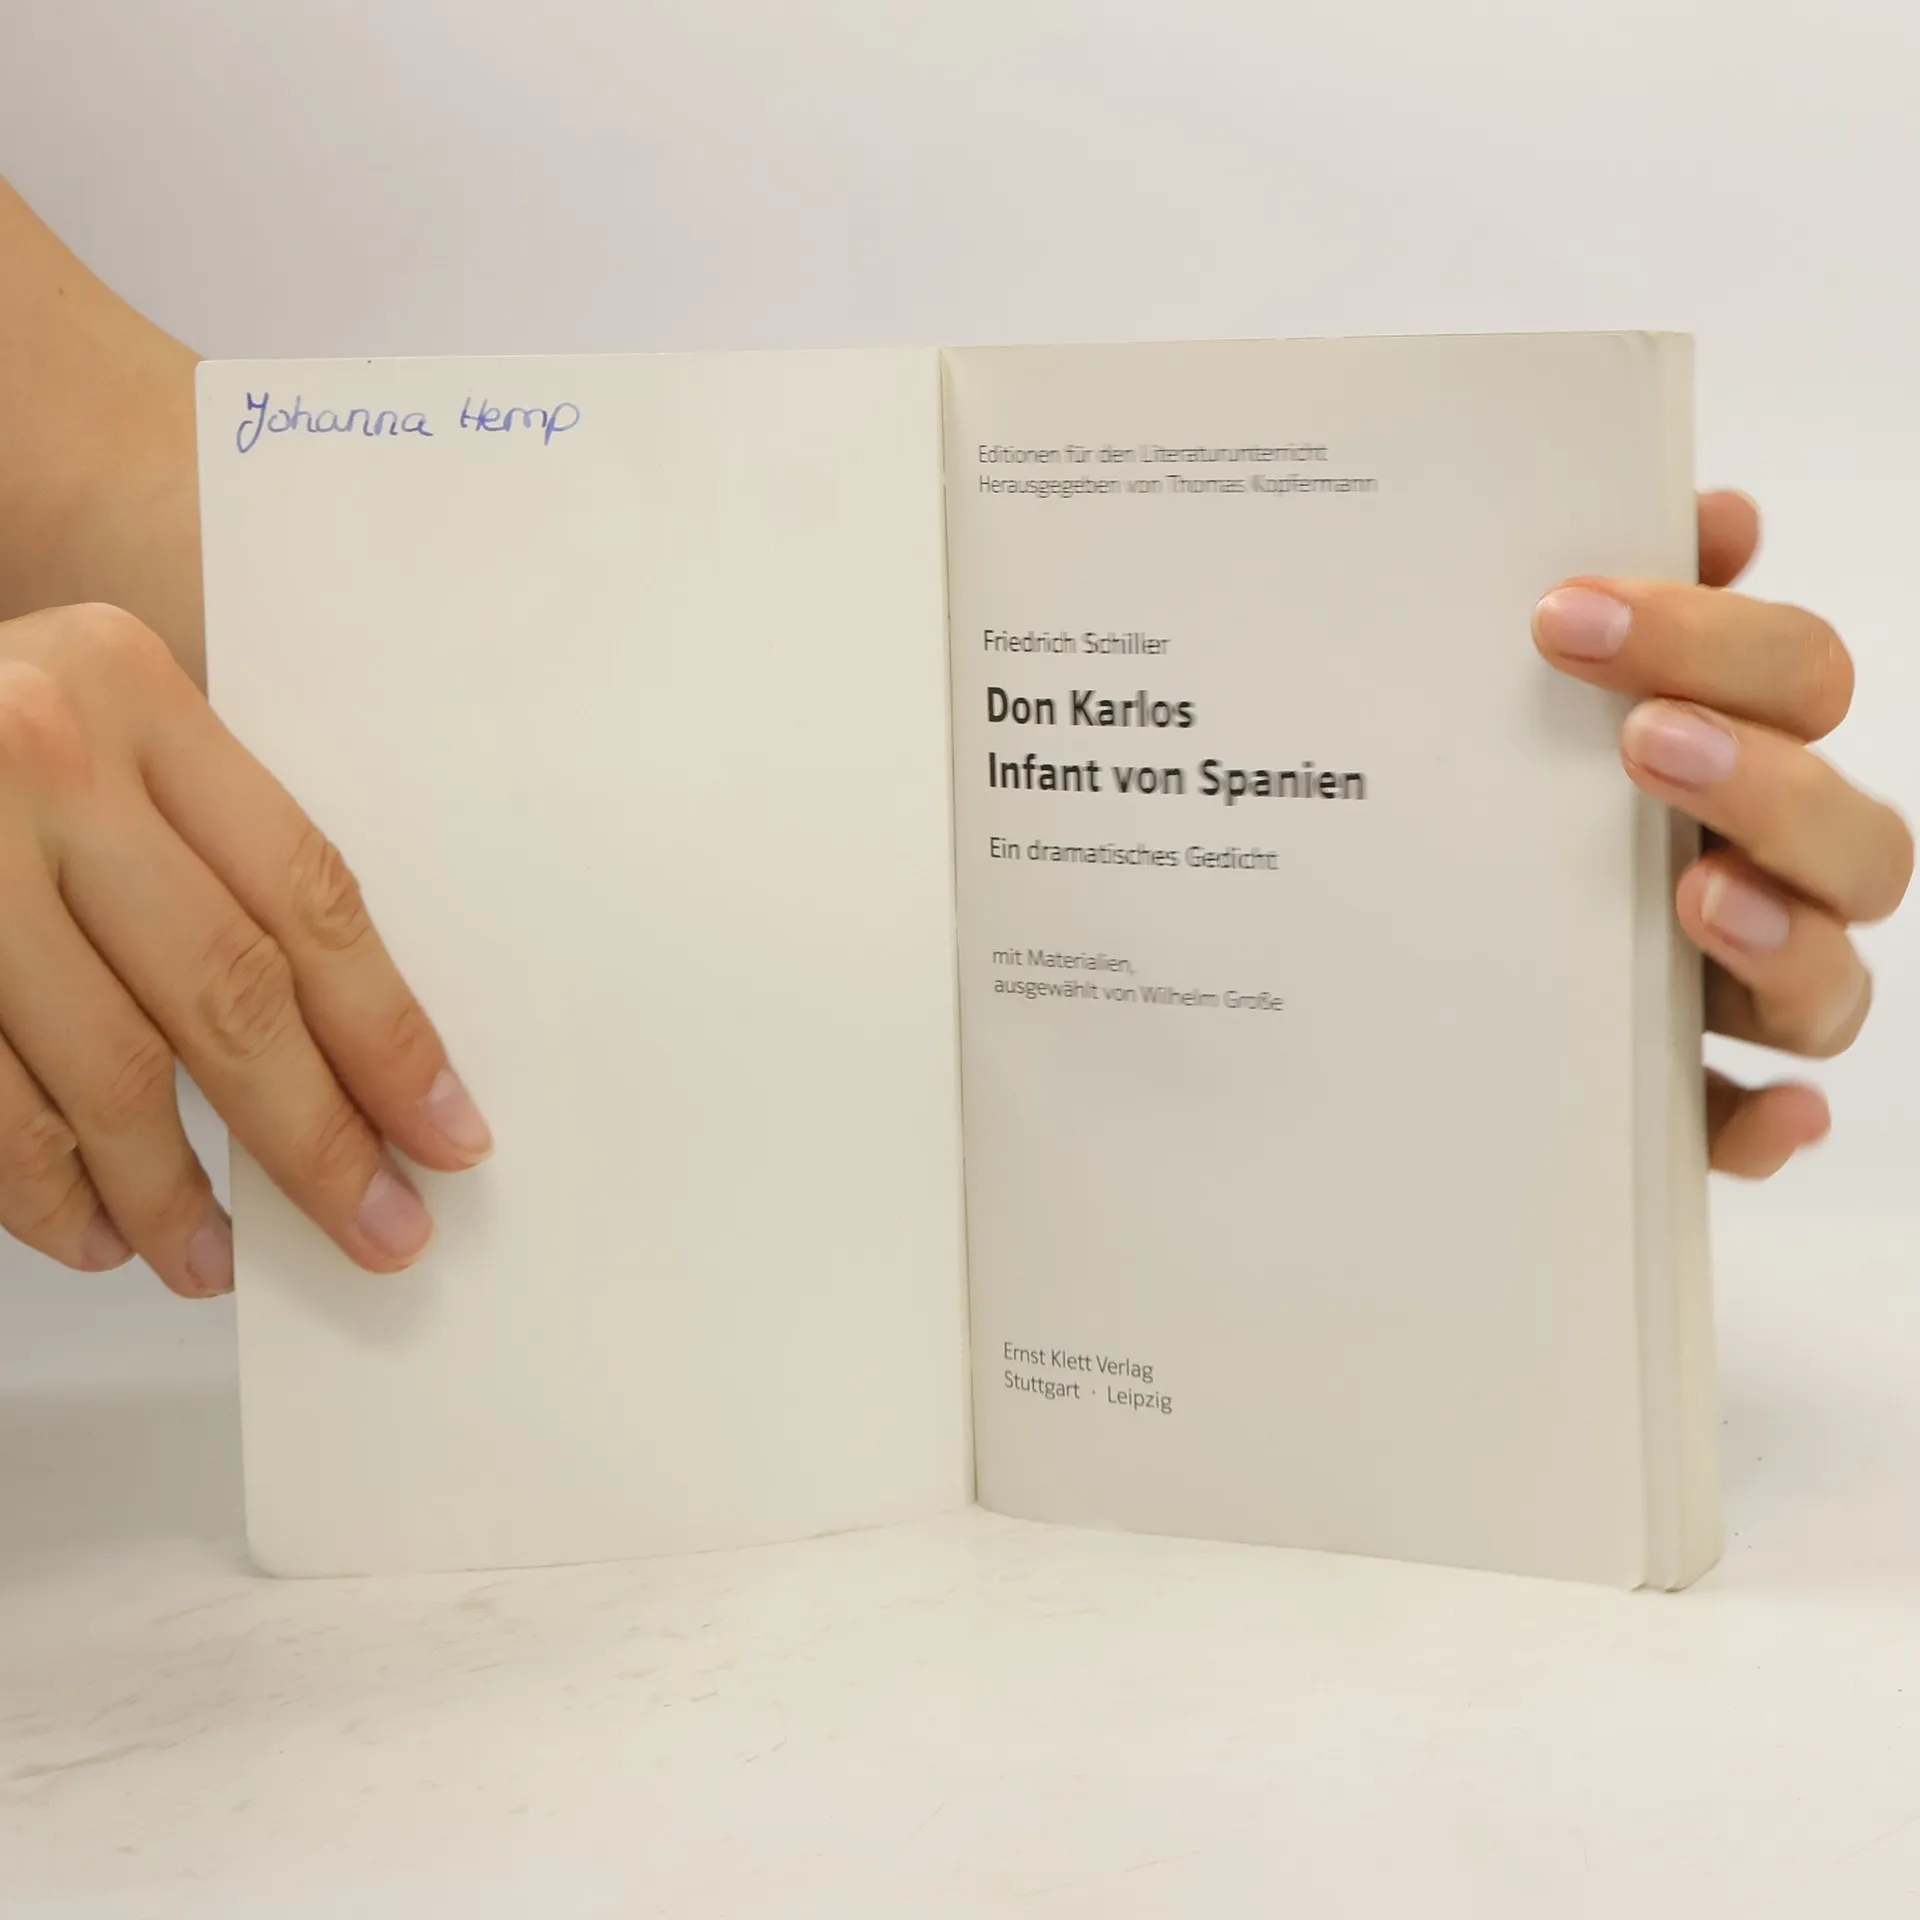 Johanna Hemp
Editionen für den Literaturunterricht
Herausgegeben von Thomas Kopfermann
Friedrich Schiller
Don Karlos
Infant von Spanien
Ein dramatisches Gedicht
mit Materialien,
ausgewählt von Wilhelm Große
Ernst Klett Verlag
Stuttgart · Leipzig